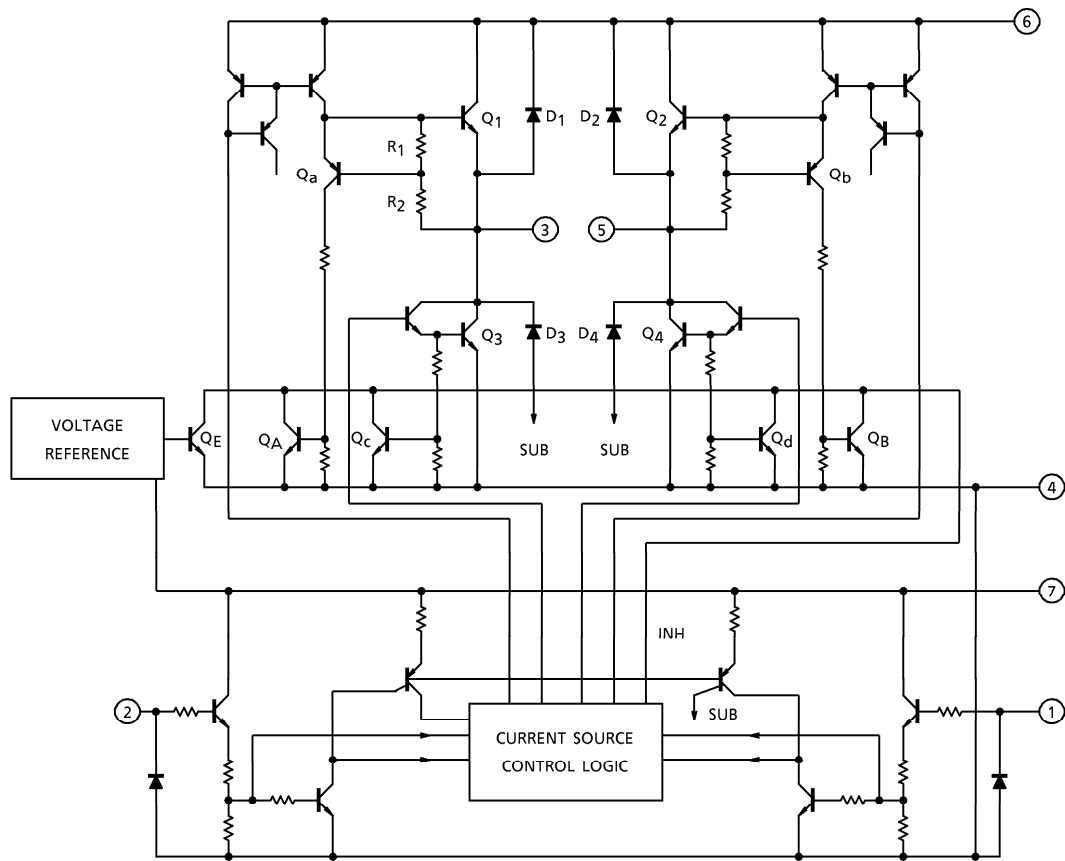 6
Q1
D1
D2
Q2
R1
Qa
Qb
R2
3
5
Q3
D3
D4
Q4
VOLTAGE
REFERENCE
QE
QA
Qc
SUB
SUB
Qd
QB
4
7
INH
2
SUB
1
CURRENT SOURCE
CONTROL LOGIC